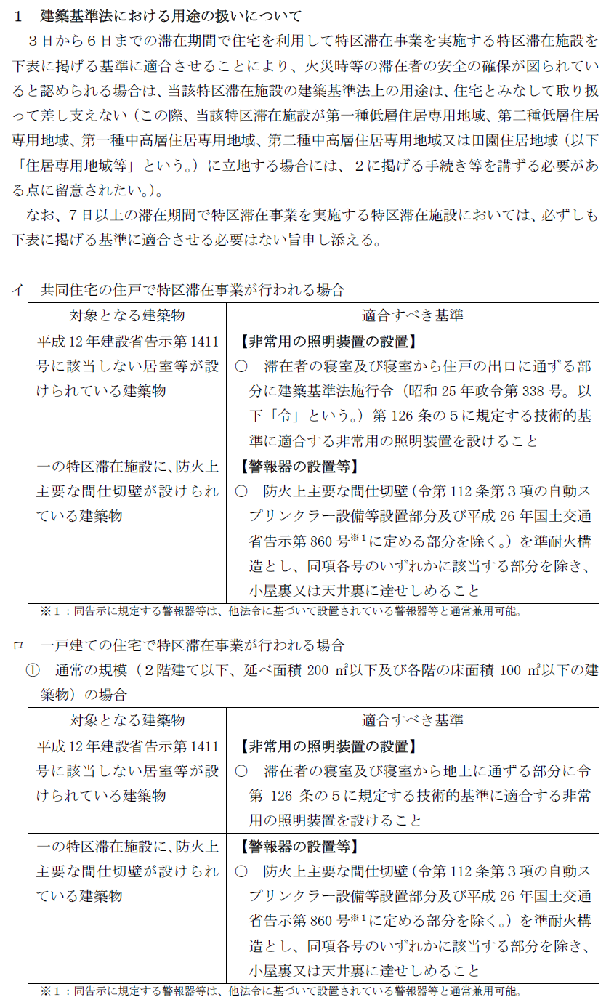 １　建築基準法における用途の扱いについて
　３日から６日までの滞在期間で住宅を利用して特区滞在事業を実施する特区滞在施設を
下表に掲げる基準に適合させることにより、火災時等の滞在者の安全の確保が図られてい
ると認められる場合は、当該特区滞在施設の建築基準法上の用途は、住宅とみなして取り扱
って差し支えない（この際、当該特区滞在施設が第一種低層住居専用地域、第二種低層住居
専用地域、第一種中高層住居専用地域、第二種中高層住居専用地域又は田園住居地域（以下
「住居専用地域等」という。）に立地する場合には、２に掲げる手続き等を講ずる必要があ
る点に留意されたい。）。
　なお、７日以上の滞在期間で特区滞在事業を実施する特区滞在施設においては、必ずしも
下表に掲げる基準に適合させる必要はない旨申し添える。
イ　共同住宅の住戸で特区滞在事業が行われる場合
対象となる建築物
適合すべき基準
平成 12 年建設省告示第 1411
号に該当しない居室等が設
けられている建築物
【非常用の照明装置の設置】
○　滞在者の寝室及び寝室から住戸の出口に通ずる部
分に建築基準法施行令（昭和 25 年政令第 338 号。以
下「令」という。）第 126 条の５に規定する技術的基
準に適合する非常用の照明装置を設けること
一の特区滞在施設に、防火上
主要な間仕切壁が設けられ
ている建築物
【警報器の設置等】
○　防火上主要な間仕切壁（令第 112 条第３項の自動ス
プリンクラー設備等設置部分及び平成 26 年国土交通
省告示第 860 号※１に定める部分を除く。）を準耐火構
造とし、同項各号のいずれかに該当する部分を除き、
小屋裏又は天井裏に達せしめること
※１：同告示に規定する警報器等は、他法令に基づいて設置されている警報器等と通常兼用可能。
ロ　一戸建ての住宅で特区滞在事業が行われる場合
①　通常の規模（２階建て以下、延べ面積 200 ㎡以下及び各階の床面積 100 ㎡以下の建
築物）の場合
対象となる建築物
適合すべき基準
平成 12 年建設省告示第 1411
号に該当しない居室等が設
けられている建築物
【非常用の照明装置の設置】
○　滞在者の寝室及び寝室から地上に通ずる部分に令
第 126 条の５に規定する技術的基準に適合する非常
用の照明装置を設けること
一の特区滞在施設に、防火上
主要な間仕切壁が設けられ
ている建築物
【警報器の設置等】
○　防火上主要な間仕切壁（令第 112 条第３項の自動ス
プリンクラー設備等設置部分及び平成 26 年国土交通
省告示第 860 号※１に定める部分を除く。）を準耐火構
造とし、同項各号のいずれかに該当する部分を除き、
小屋裏又は天井裏に達せしめること
※１：同告示に規定する警報器等は、他法令に基づいて設置されている警報器等と通常兼用可能。